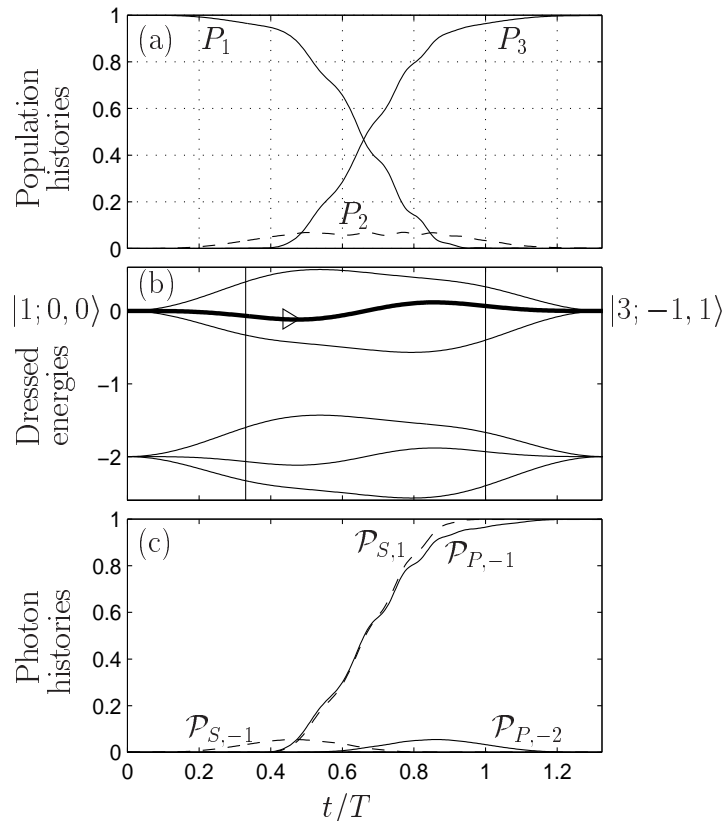 (a)
P₁
P₃
P₂
Population
histories
1
0.8
0.6
0.4
0.2
0
(b)
|1; 0, 0⟩
|3; −1, 1⟩
Dressed
energies
0
−1
−2
(c)
𝒫S,1
𝒫P,−1
𝒫S,−1
𝒫P,−2
Photon
histories
1
0.8
0.6
0.4
0.2
0
0 0.2 0.4 0.6 0.8 1 1.2
t/T